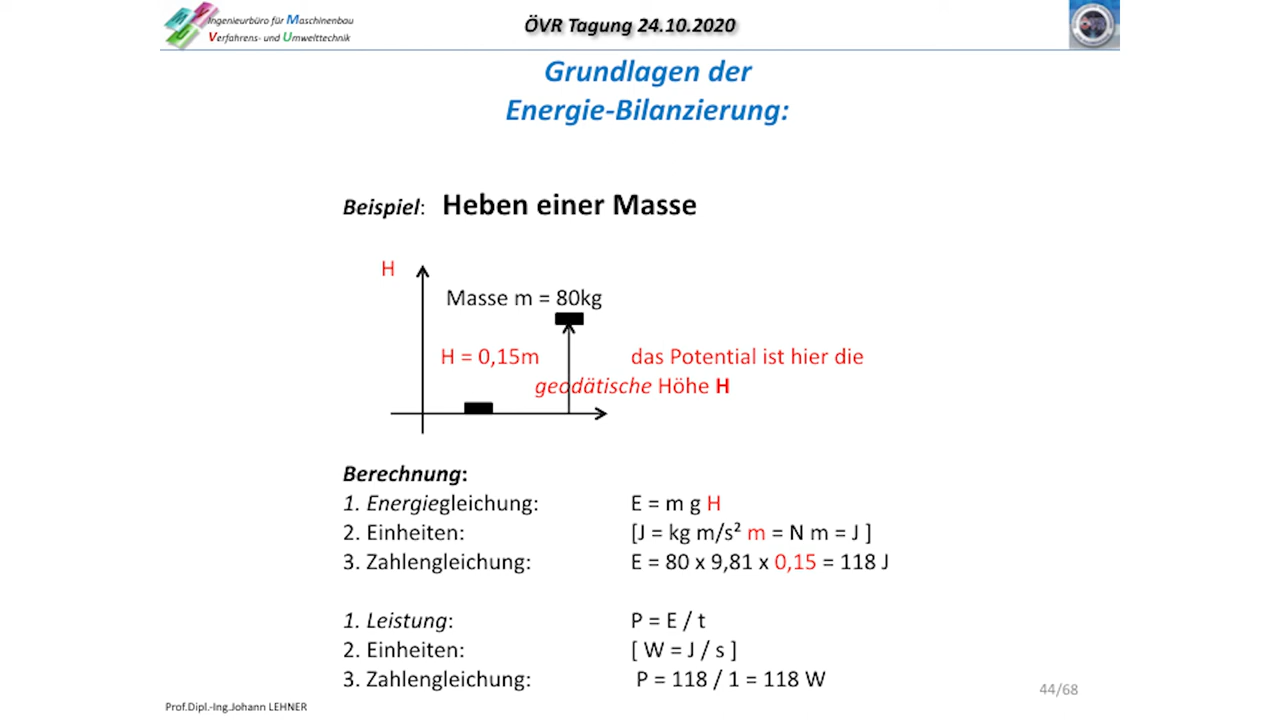 Ingenieurbüro für Maschinenbau
Verfahrens- und Umwelttechnik
ÖVR Tagung 24.10.2020
Grundlagen der
Energie-Bilanzierung:
Beispiel: Heben einer Masse
H
Masse m = 80kg
H = 0,15m das Potential ist hier die
geodätische Höhe H
Berechnung:
1. Energiegleichung: E = m g H
2. Einheiten: [J = kg m/s² m = N m = J ]
3. Zahlengleichung: E = 80 x 9,81 x 0,15 = 118 J
1. Leistung: P = E / t
2. Einheiten: [ W = J / s ]
3. Zahlengleichung: P = 118 / 1 = 118 W
44/68
Prof.Dipl.-Ing.Johann LEHNER